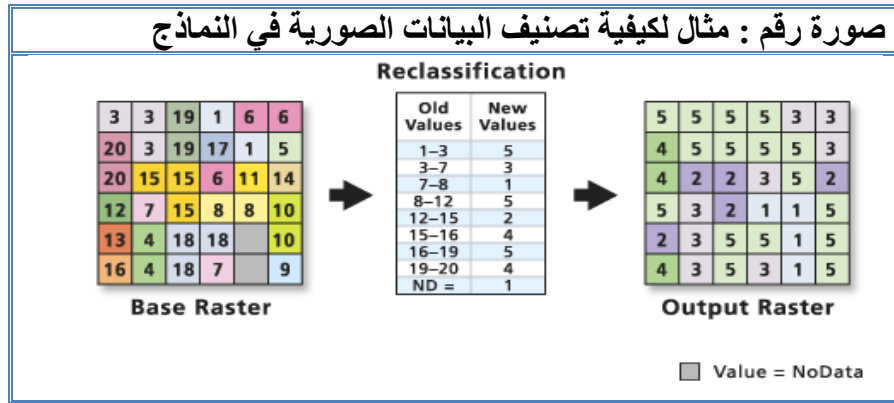 صورة رقم : مثال لكيفية تصنيف البيانات الصورية في النماذج
Reclassification
3 3 19 1 6 6
20 3 19 17 1 5
20 15 15 6 11 14
12 7 15 8 8 10
13 4 18 18 10
16 4 18 7 9
Base Raster
Old Values New Values
1–3 5
3–7 3
7–8 1
8–12 5
12–15 2
15–16 4
16–19 5
19–20 4
ND = 1
5 5 5 5 3 3
4 5 5 5 5 3
4 2 2 3 5 2
5 3 2 1 1 5
2 3 5 5 1 5
4 3 5 3 1 5
Output Raster
Value = NoData